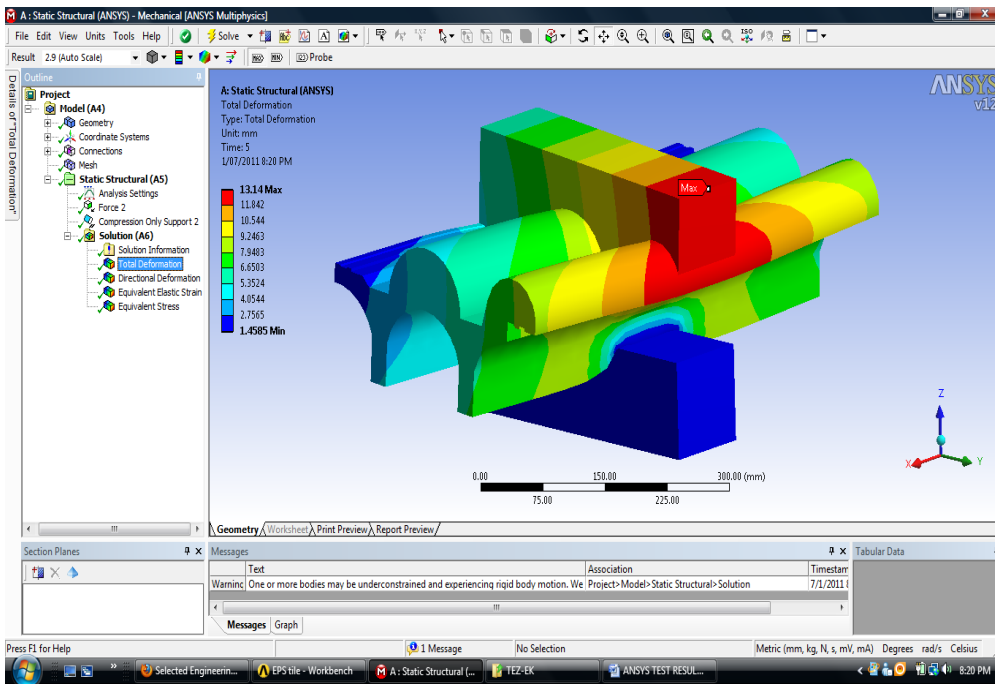 A : Static Structural (ANSYS) - Mechanical [ANSYS Multiphysics]
File Edit View Units Tools Help Solve
Result 2.9 (Auto Scale) MAX MIN Probe
Outline
Details of "Total Deformation"
Project
Model (A4)
Geometry
Coordinate Systems
Connections
Mesh
Static Structural (A5)
Analysis Settings
Force 2
Compression Only Support 2
Solution (A6)
Solution Information
Total Deformation
Directional Deformation
Equivalent Elastic Strain
Equivalent Stress
A: Static Structural (ANSYS)
Total Deformation
Type: Total Deformation
Unit: mm
Time: 5
1/07/2011 8:20 PM
13.14 Max
11.842
10.544
9.2463
7.9483
6.6503
5.3524
4.0544
2.7565
1.4585 Min
ANSYS
v12
Max
Z
X
Y
0.00 150.00 300.00 (mm)
75.00 225.00
Geometry Worksheet Print Preview Report Preview
Section Planes
Messages
Text Association Timestam
Warninc One or more bodies may be underconstrained and experiencing rigid body motion. We Project>Model>Static Structural>Solution 7/1/2011 8
Messages Graph
Tabular Data
Press F1 for Help 1 Message No Selection Metric (mm, kg, N, s, mV, mA) Degrees rad/s Celsius
Selected Engineerin... EPS tile - Workbench A : Static Structural (... TEZ-EK ANSYS TEST RESUL... 8:20 PM